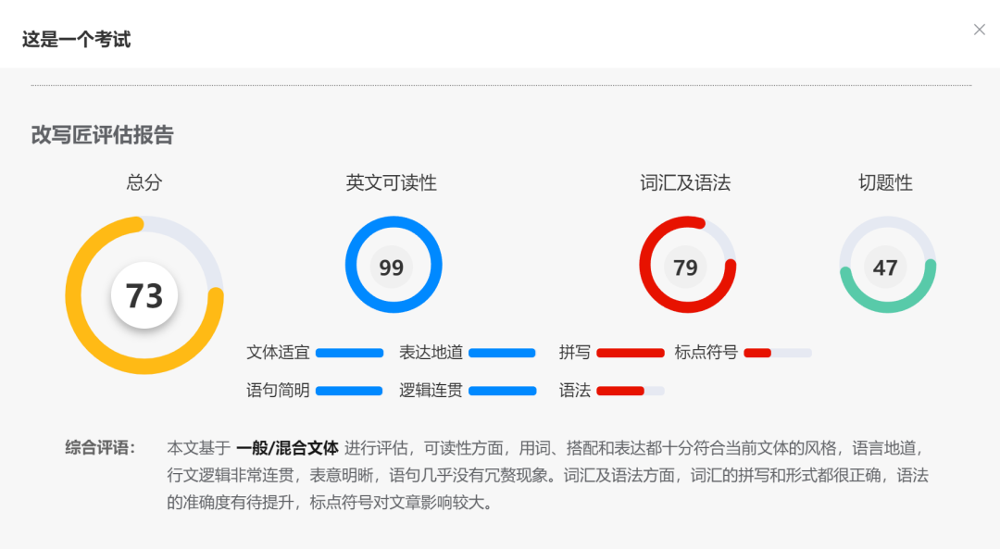 这是一个考试
改写匠评估报告
总分
英文可读性
词汇及语法
切题性
73
99
79
47
文体适宜
表达地道
拼写
标点符号
语句简明
逻辑连贯
语法
综合评语：
本文基于 一般/混合文体 进行评估，可读性方面，用词、搭配和表达都十分符合当前文体的风格，语言地道，
行文逻辑非常连贯，表意明晰，语句几乎没有冗赘现象。词汇及语法方面，词汇的拼写和形式都很正确，语法
的准确度有待提升，标点符号对文章影响较大。